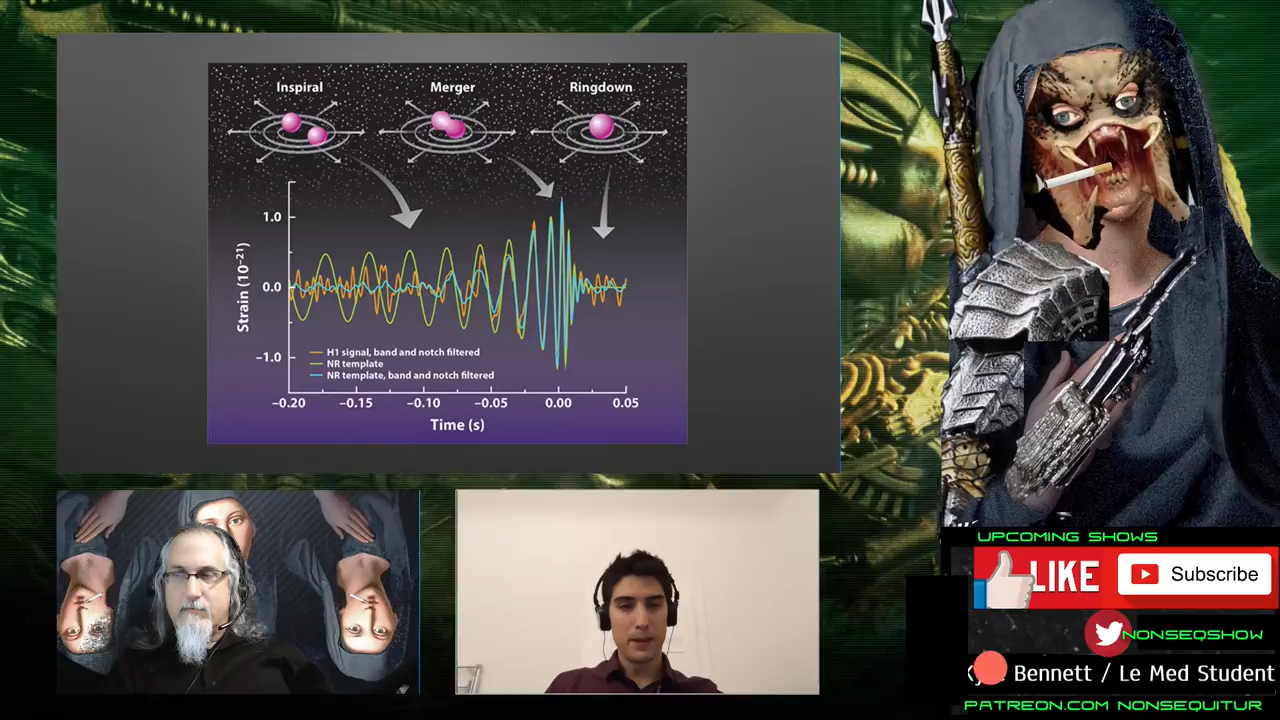 Inspiral
Merger
Ringdown
1.0
0.0
−1.0
Strain (10⁻²¹)
H1 signal, band and notch filtered
NR template
NR template, band and notch filtered
−0.20
−0.15
−0.10
−0.05
0.00
0.05
Time (s)
UPCOMING SHOWS
LIKE
Subscribe
NONSEQSHOW
Bennett / Le Med Student
PATREON.COM NONSEQUITUR